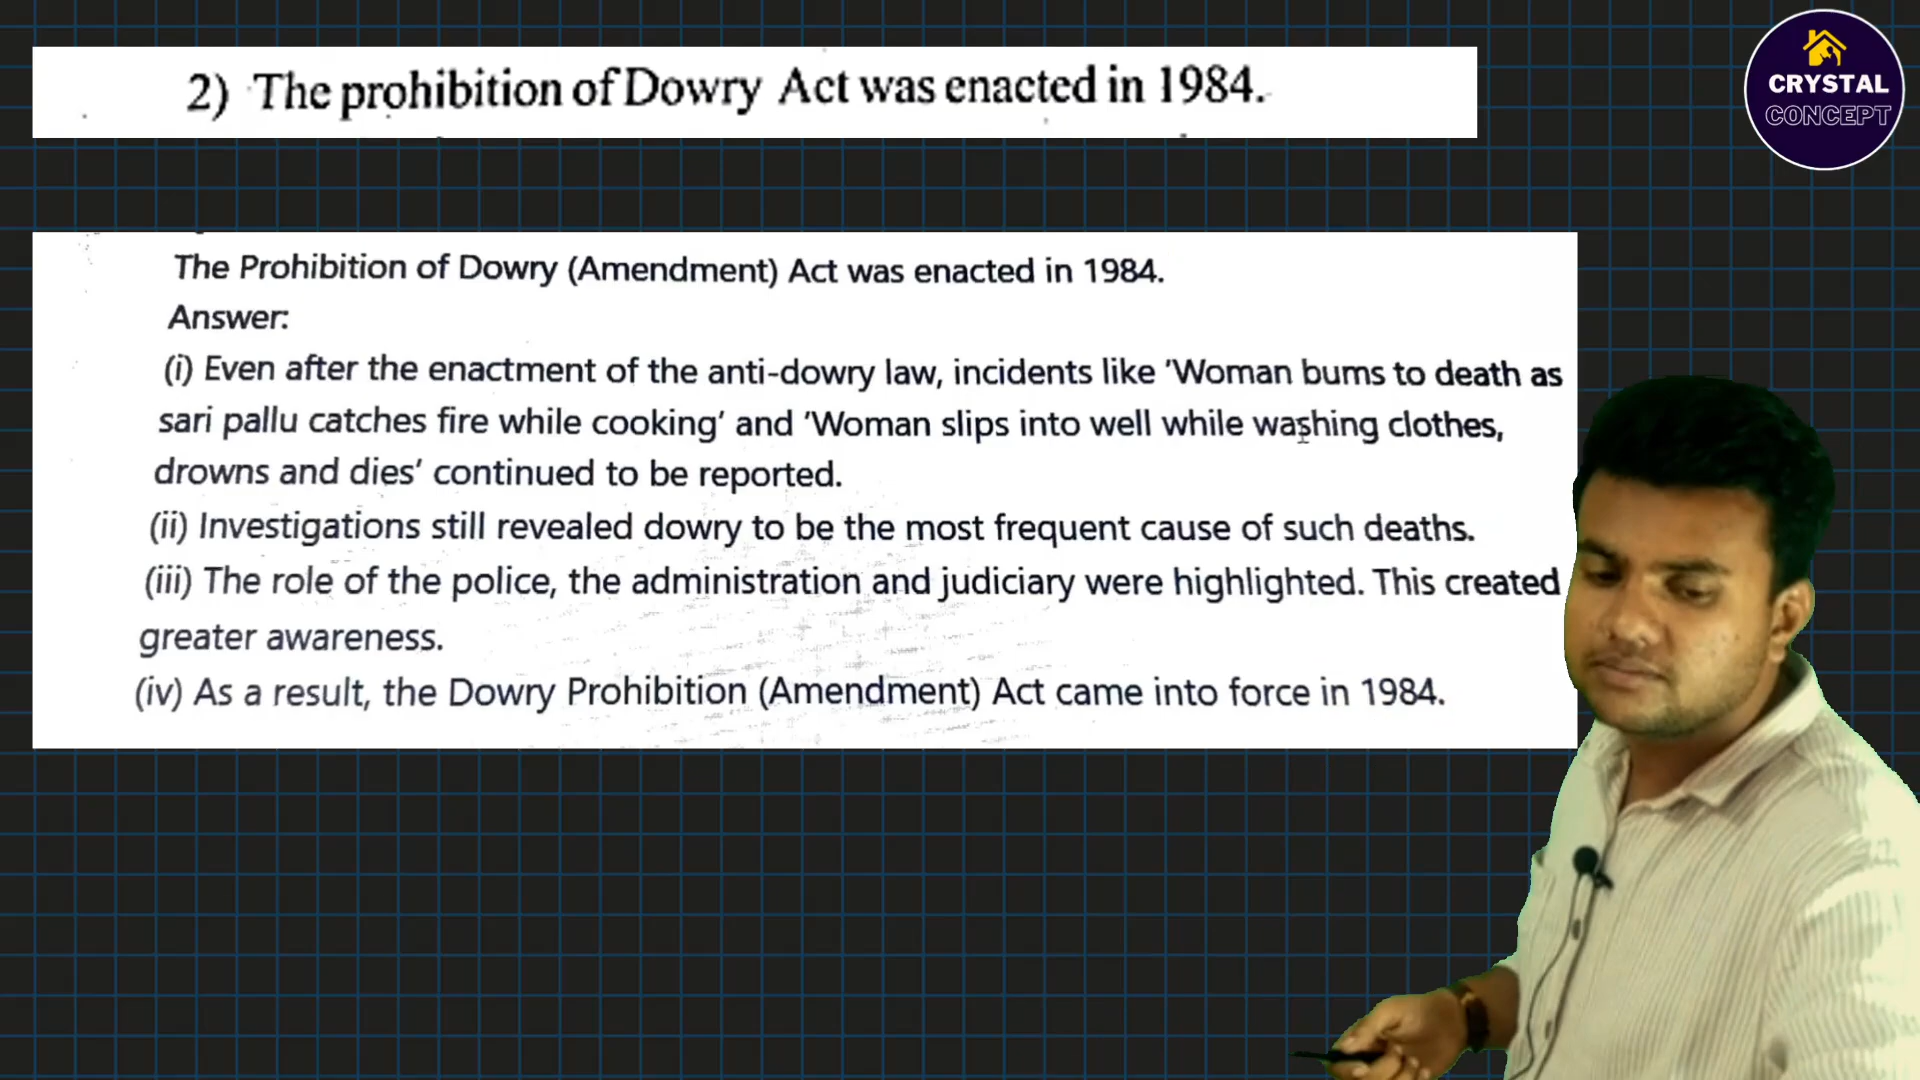 2) The prohibition of Dowry Act was enacted in 1984.
CRYSTAL
CONCEPT
The Prohibition of Dowry (Amendment) Act was enacted in 1984.
Answer:
(i) Even after the enactment of the anti-dowry law, incidents like 'Woman bums to death as
sari pallu catches fire while cooking' and 'Woman slips into well while washing clothes,
drowns and dies' continued to be reported.
(ii) Investigations still revealed dowry to be the most frequent cause of such deaths.
(iii) The role of the police, the administration and judiciary were highlighted. This created
greater awareness.
(iv) As a result, the Dowry Prohibition (Amendment) Act came into force in 1984.